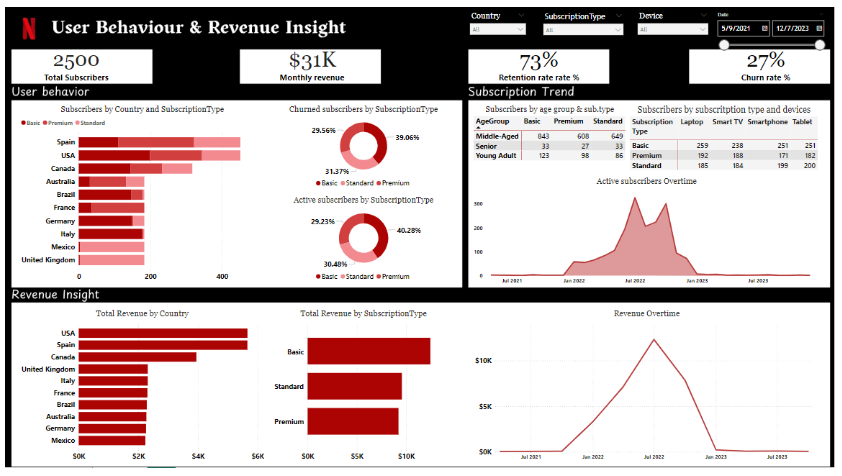 N User Behaviour & Revenue Insight
Country SubscriptionType Device Date
All All All 5/9/2021 12/7/2023
2500 $31K 73% 27%
Total Subscribers Monthly revenue Retention rate rate % Churn rate %
User behavior Subscription Trend
Subscribers by Country and SubscriptionType
Basic Premium Standard
Spain
USA
Canada
Australia
Brazil
France
Germany
Italy
Mexico
United Kingdom
0 200 400
Churned subscribers by SubscriptionType
29.56%
39.06%
31.37%
Basic Standard Premium
Active subscribers by SubscriptionType
29.23%
40.28%
30.48%
Basic Standard Premium
Subscribers by age group & sub.type
AgeGroup Basic Premium Standard
Middle-Aged 843 608 649
Senior 33 27 33
Young Adult 123 98 86
Subscribers by subscritption type and devices
Subscription Laptop Smart TV Smartphone Tablet
Type
Basic 259 238 251 251
Premium 192 188 171 182
Standard 185 184 199 200
Active subscribers Overtime
300
200
100
0
Jul 2021 Jan 2022 Jul 2022 Jan 2023 Jul 2023
Revenue Insight
Total Revenue by Country
USA
Spain
Canada
United Kingdom
Italy
France
Brazil
Australia
Germany
Mexico
$0K $2K $4K $6K
Total Revenue by SubscriptionType
Basic
Standard
Premium
$0K $5K $10K
Revenue Overtime
$10K
$5K
$0K
Jul 2021 Jan 2022 Jul 2022 Jan 2023 Jul 2023